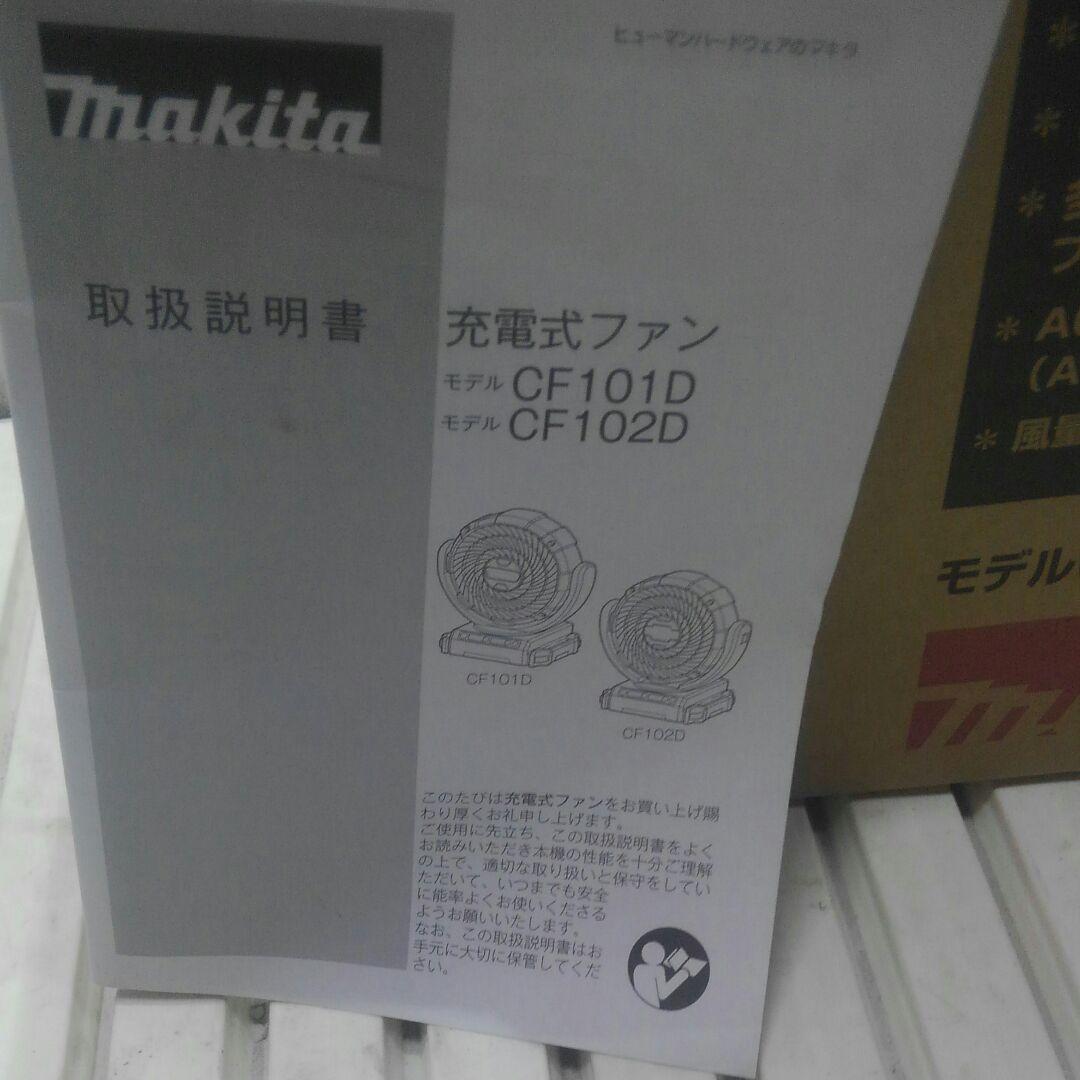 makita
ヒューマンハードウェアのマキタ
取扱説明書
充電式ファン
モデル CF101D
モデル CF102D
CF101D
CF102D
このたびは充電式ファンをお買い上げ賜
わり厚くお礼申し上げます。
ご使用に先立ち、この取扱説明書をよく
お読みいただき本機の性能を十分ご理解
の上で、適切な取り扱いと保守をしてい
ただいて、いつまでも安全
に能率よくお使いくださる
ようお願いいたします。
なお、この取扱説明書はお
手元に大切に保管してくだ
さい。
*
*
*
フ
* A
(A
* 風量
モデル